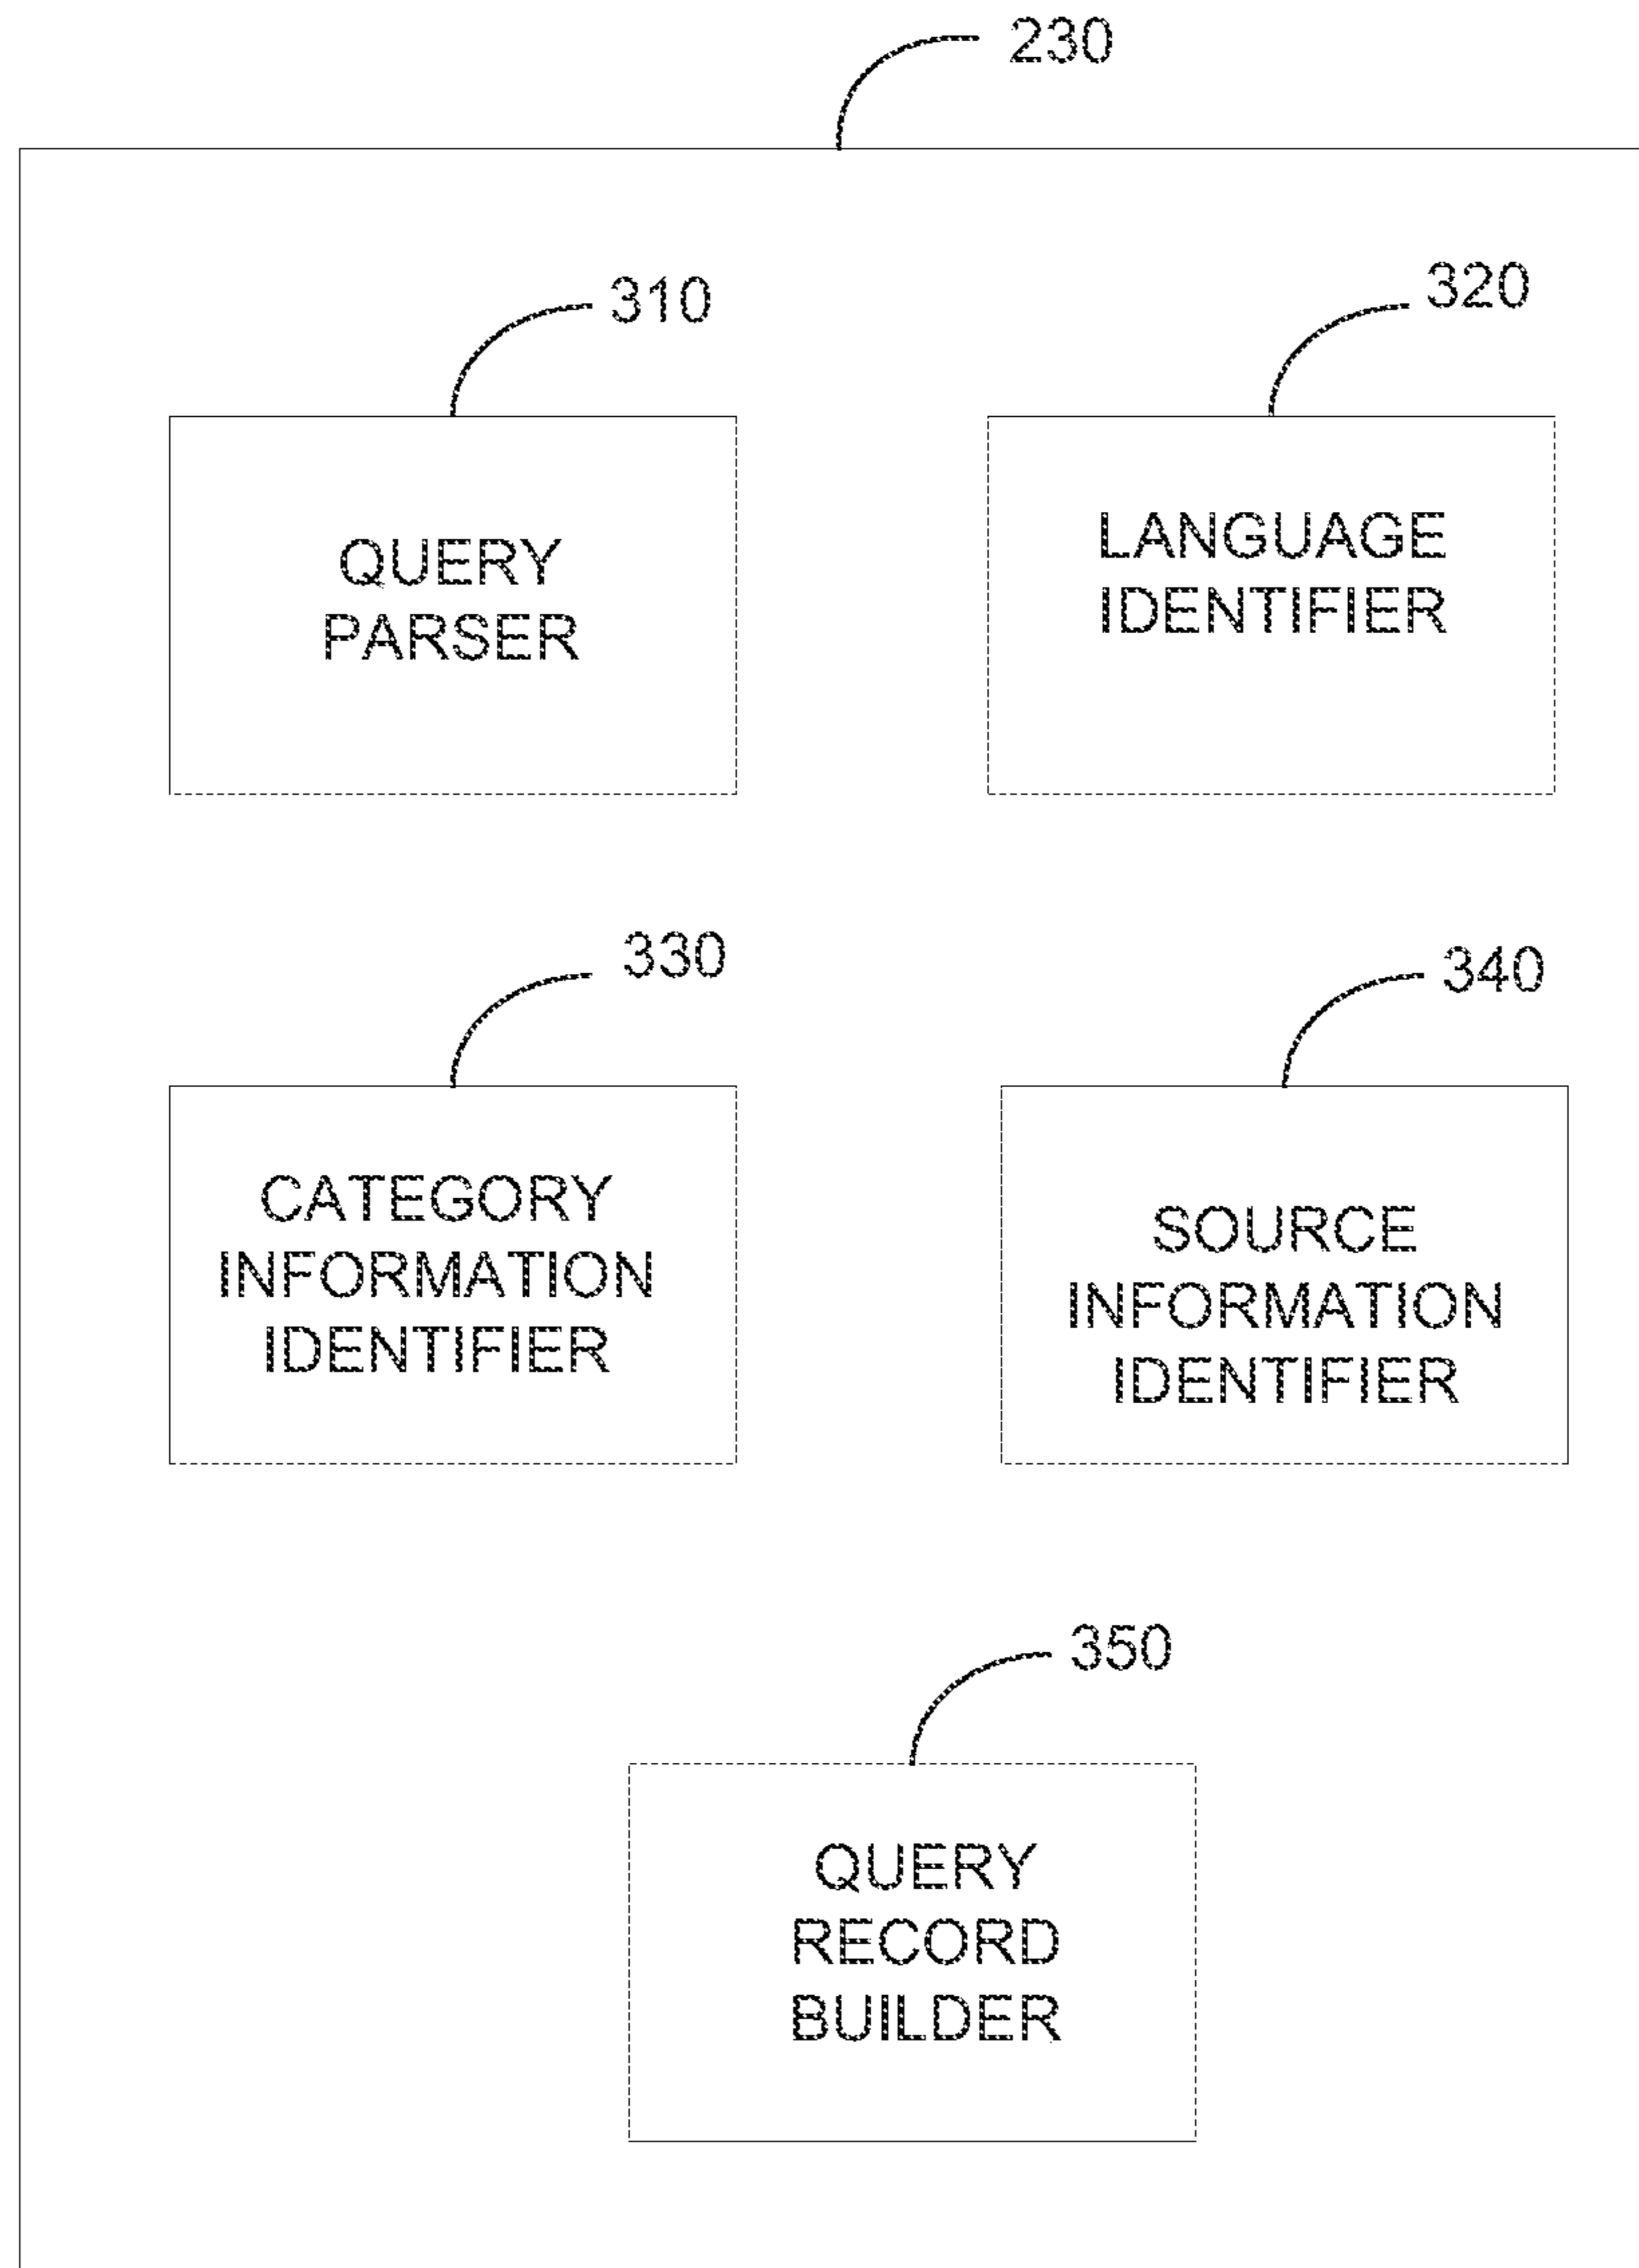 230
310
320
QUERY
PARSER
LANGUAGE
IDENTIFIER
330
340
CATEGORY
INFORMATION
IDENTIFIER
SOURCE
INFORMATION
IDENTIFIER
350
QUERY
RECORD
BUILDER